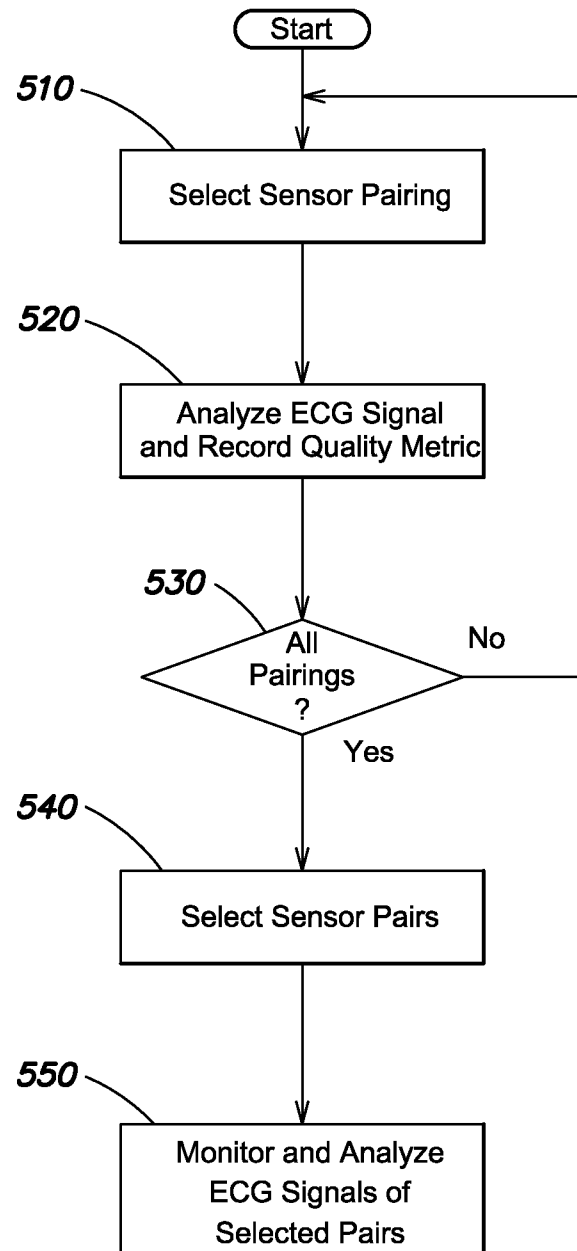 Start
510
Select Sensor Pairing
520
Analyze ECG Signal
and Record Quality Metric
530
All
Pairings
?
No
Yes
540
Select Sensor Pairs
550
Monitor and Analyze
ECG Signals of
Selected Pairs